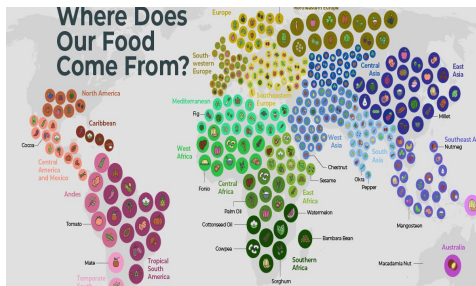 Where Does
Our Food
Come From?
Europe
Northeastern Europe
South-
western
Europe
Southeastern
Europe
Central
Asia
East
Asia
North America
Caribbean
Cocoa
Central
America
and Mexico
Mediterranean
Fig
West
Africa
West
Asia
South
Asia
Millet
Southeast
Nutmeg
Chestnut
Okra
Pepper
Sesame
Fonio
Central
Africa
East
Africa
Andes
Palm Oil
Watermelon
Mangosteen
Tomato
Cottonseed Oil
Bambara Bean
Cowpea
Australia
Mate
Tropical
South
America
Southern
Africa
Macadamia Nut
Temperate
Sorghum